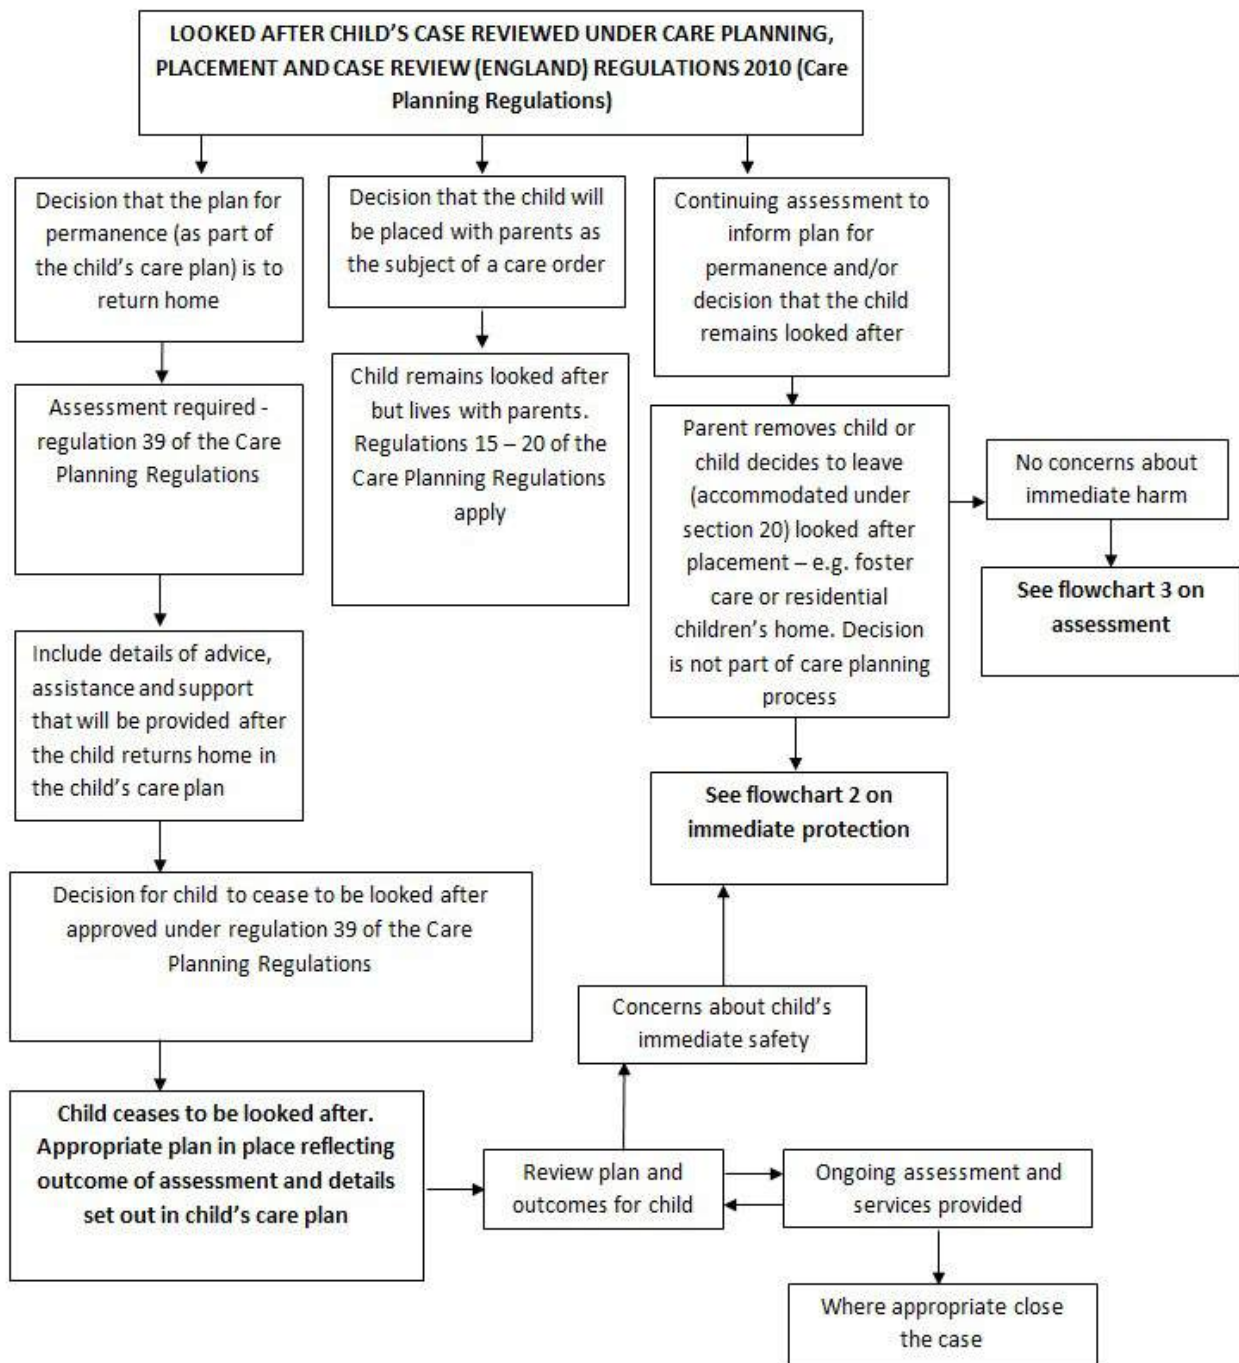 LOOKED AFTER CHILD’S CASE REVIEWED UNDER CARE PLANNING,
PLACEMENT AND CASE REVIEW (ENGLAND) REGULATIONS 2010 (Care
Planning Regulations)
Decision that the plan for
permanence (as part of
the child’s care plan) is to
return home
Assessment required -
regulation 39 of the Care
Planning Regulations
Include details of advice,
assistance and support
that will be provided after
the child returns home in
the child’s care plan
Decision for child to cease to be looked after
approved under regulation 39 of the Care
Planning Regulations
Child ceases to be looked after.
Appropriate plan in place reflecting
outcome of assessment and details
set out in child’s care plan
Decision that the child will
be placed with parents as
the subject of a care order
Child remains looked after
but lives with parents.
Regulations 15 – 20 of the
Care Planning Regulations
apply
Continuing assessment to
inform plan for
permanence and/or
decision that the child
remains looked after
Parent removes child or
child decides to leave
(accommodated under
section 20) looked after
placement – e.g. foster
care or residential
children’s home. Decision
is not part of care planning
process
No concerns about
immediate harm
See flowchart 3 on
assessment
See flowchart 2 on
immediate protection
Concerns about child’s
immediate safety
Review plan and
outcomes for child
Ongoing assessment and
services provided
Where appropriate close
the case